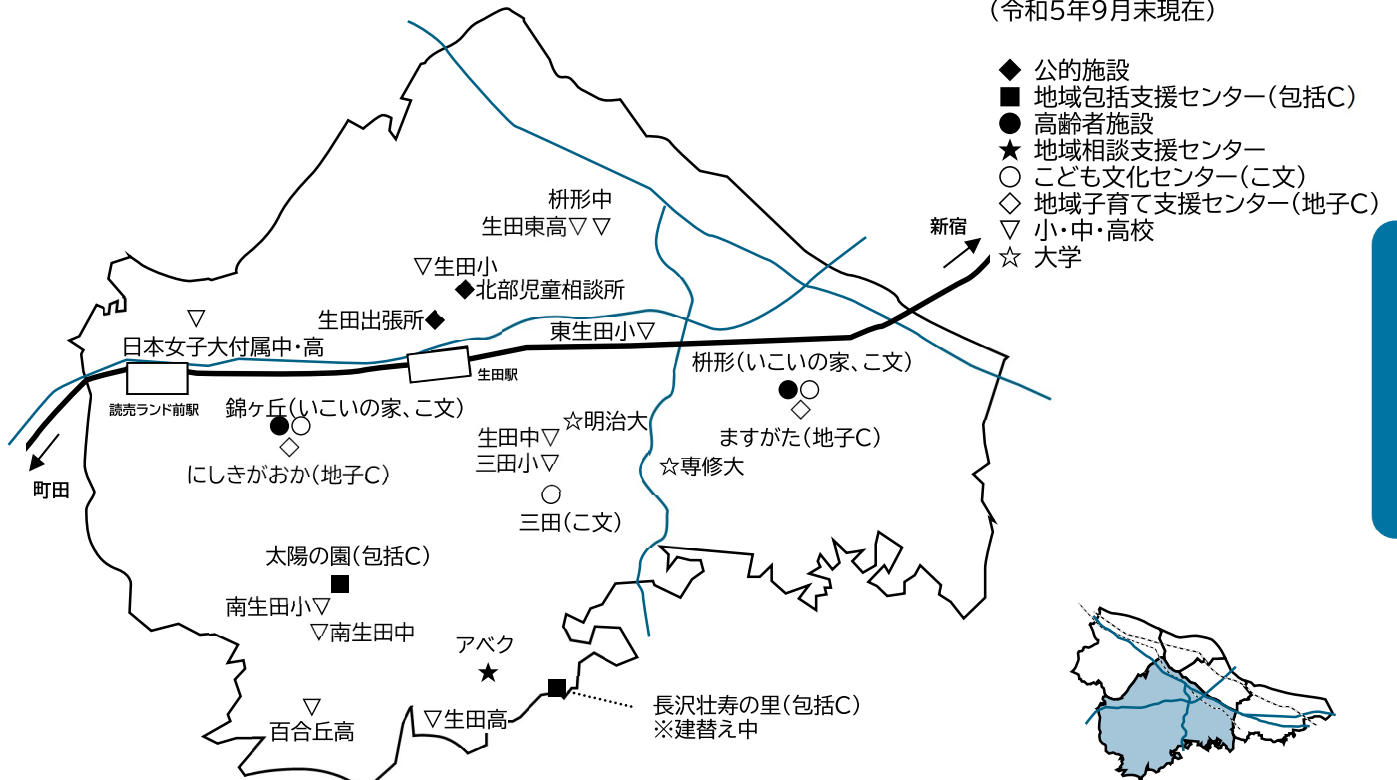 (令和5年9月末現在)
◆ 公的施設
■ 地域包括支援センター(包括C)
● 高齢者施設
★ 地域相談支援センター
○ こども文化センター(こ文)
◇ 地域子育て支援センター(地子C)
▽ 小・中・高校
☆ 大学
新宿
枡形中
生田東高▽▽
▽生田小
◆北部児童相談所
生田出張所◆
東生田小▽
▽
日本女子大付属中・高
枡形(いこいの家、こ文)
●○
◇
ますがた(地子C)
生田駅
読売ランド前駅
錦ヶ丘(いこいの家、こ文)
●○
◇
にしきがおか(地子C)
町田
☆明治大
生田中▽
三田小▽
☆専修大
○
三田(こ文)
太陽の園(包括C)
■
南生田小▽
▽南生田中
アベク
★
■
長沢壮寿の里(包括C)
※建替え中
▽
百合丘高
▽生田高